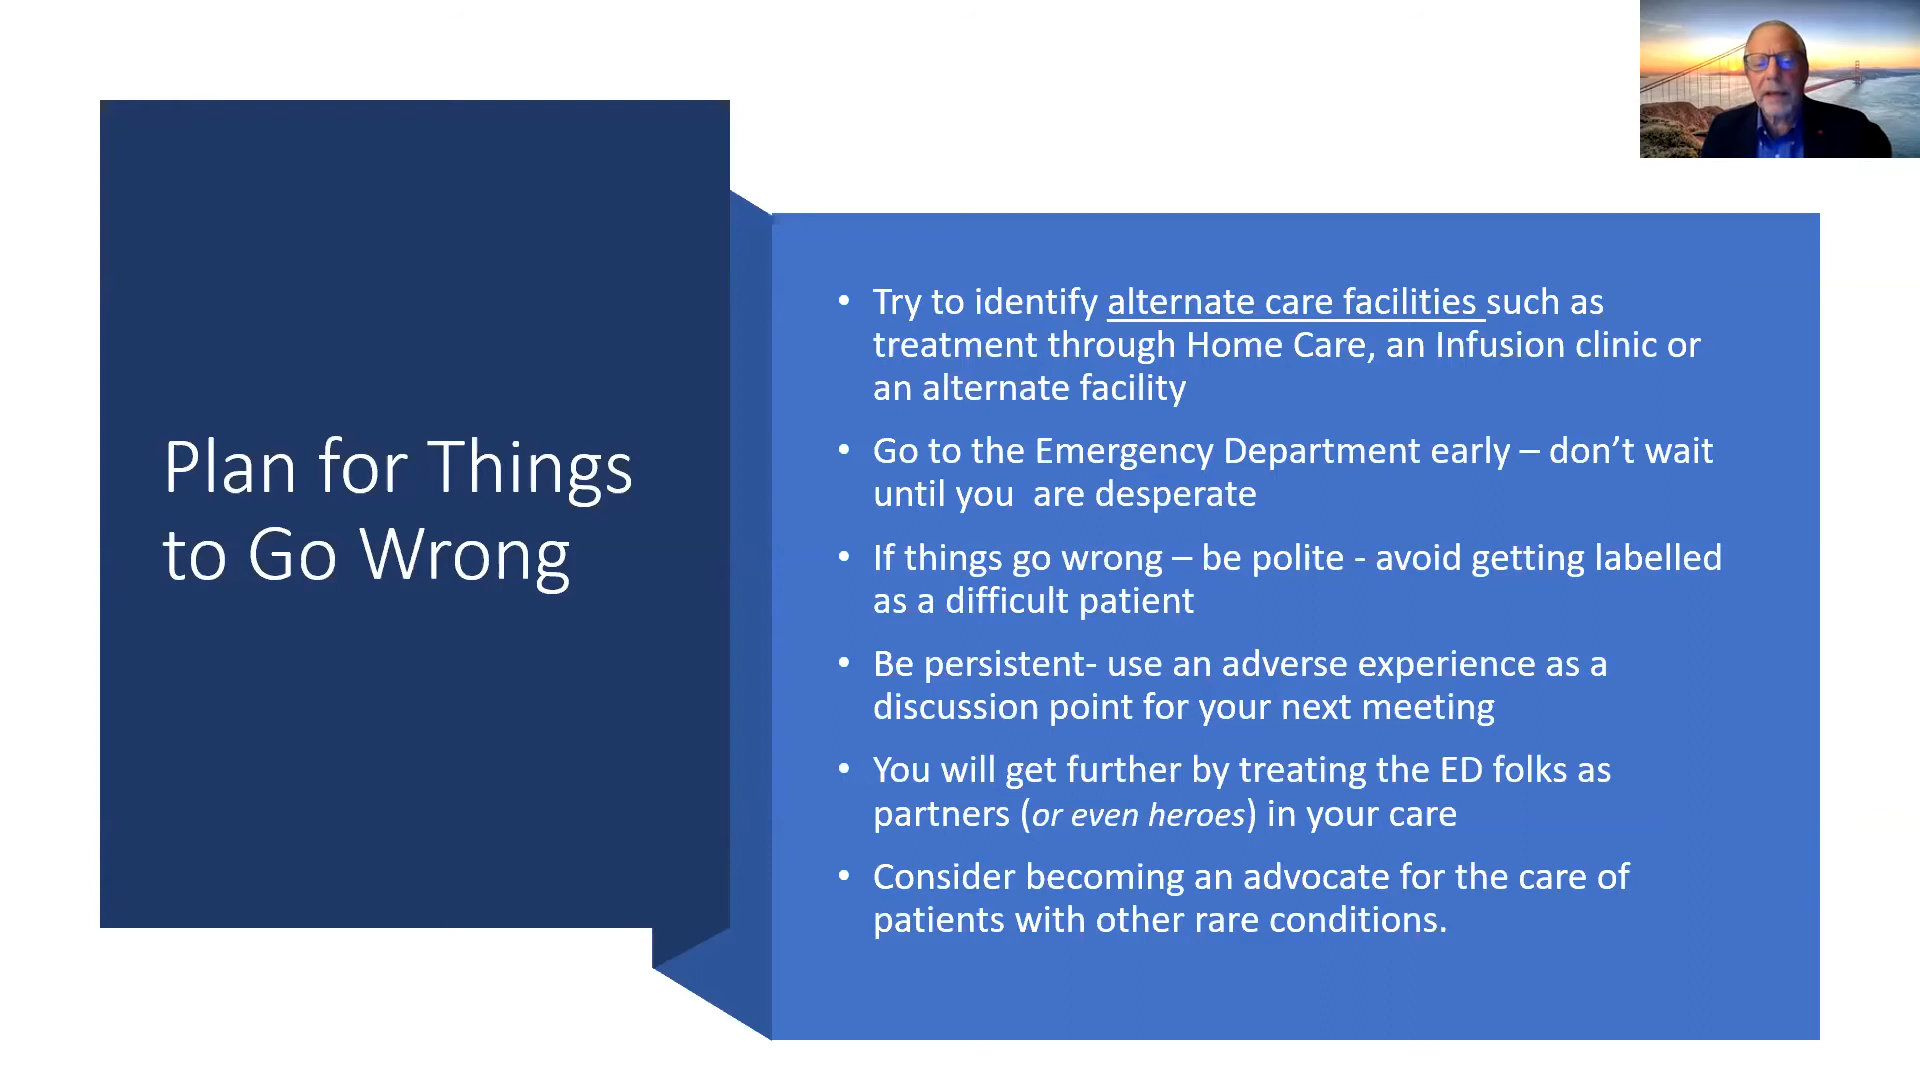 Plan for Things
to Go Wrong
• Try to identify alternate care facilities such as
treatment through Home Care, an Infusion clinic or
an alternate facility
• Go to the Emergency Department early – don’t wait
until you  are desperate
• If things go wrong – be polite - avoid getting labelled
as a difficult patient
• Be persistent- use an adverse experience as a
discussion point for your next meeting
• You will get further by treating the ED folks as
partners (or even heroes) in your care
• Consider becoming an advocate for the care of
patients with other rare conditions.